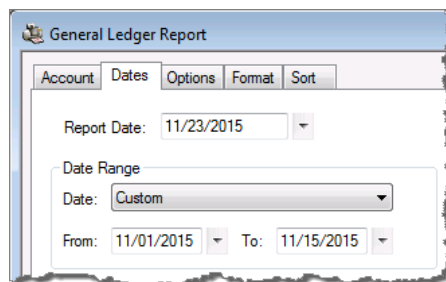 General Ledger Report
Account Dates Options Format Sort
Report Date: 11/23/2015
Date Range
Date: Custom
From: 11/01/2015 To: 11/15/2015